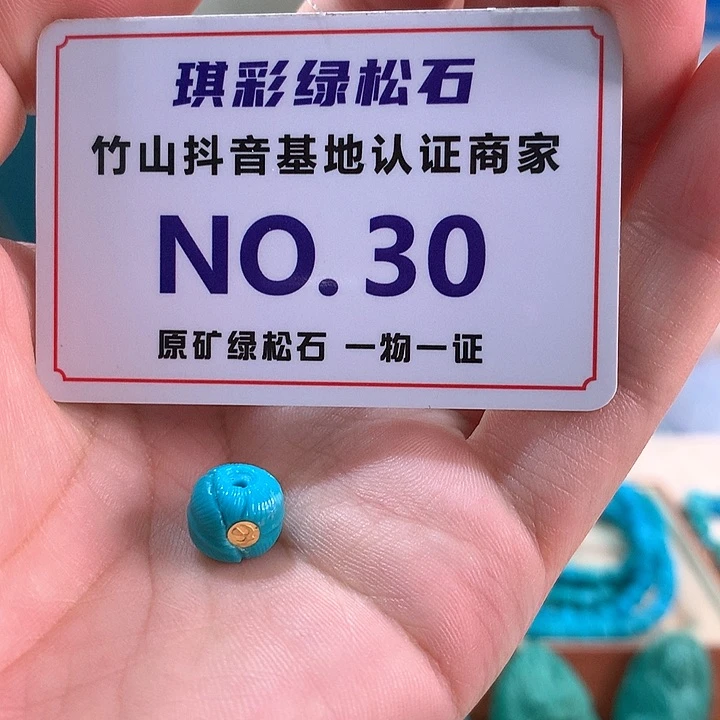 琪彩绿松石
竹山抖音基地认证商家
NO. 30
原矿绿松石 一物一证